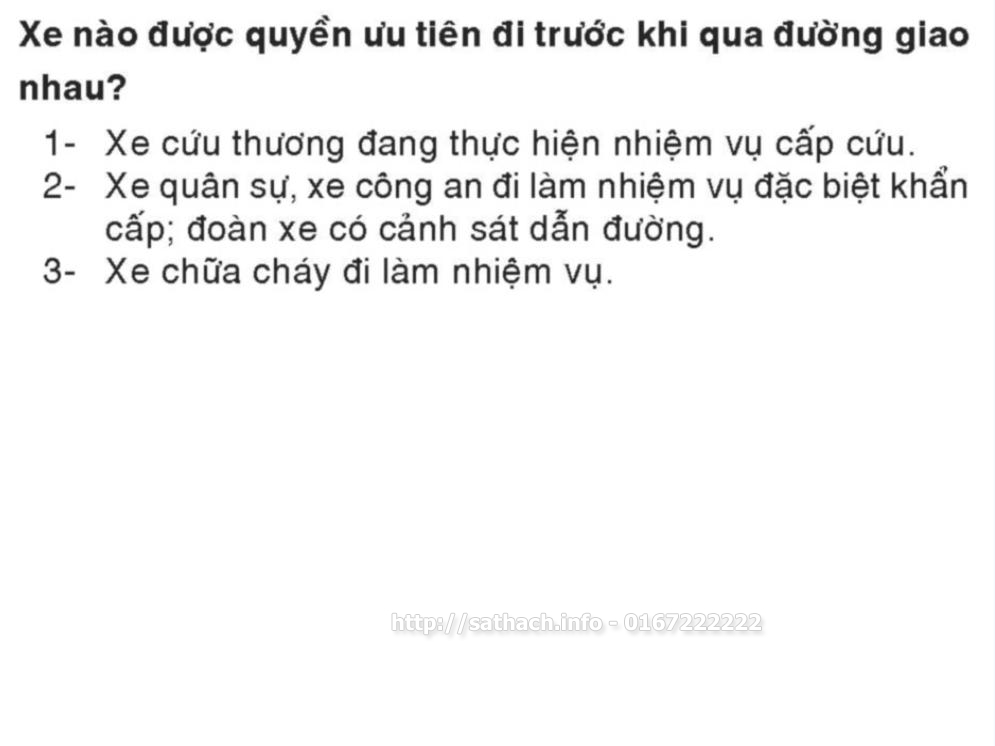 Xe nào được quyền ưu tiên đi trước khi qua đường giao
nhau?
1- Xe cứu thương đang thực hiện nhiệm vụ cấp cứu.
2- Xe quân sự, xe công an đi làm nhiệm vụ đặc biệt khẩn
cấp; đoàn xe có cảnh sát dẫn đường.
3- Xe chữa cháy đi làm nhiệm vụ.
http://sathach.info - 0167222222